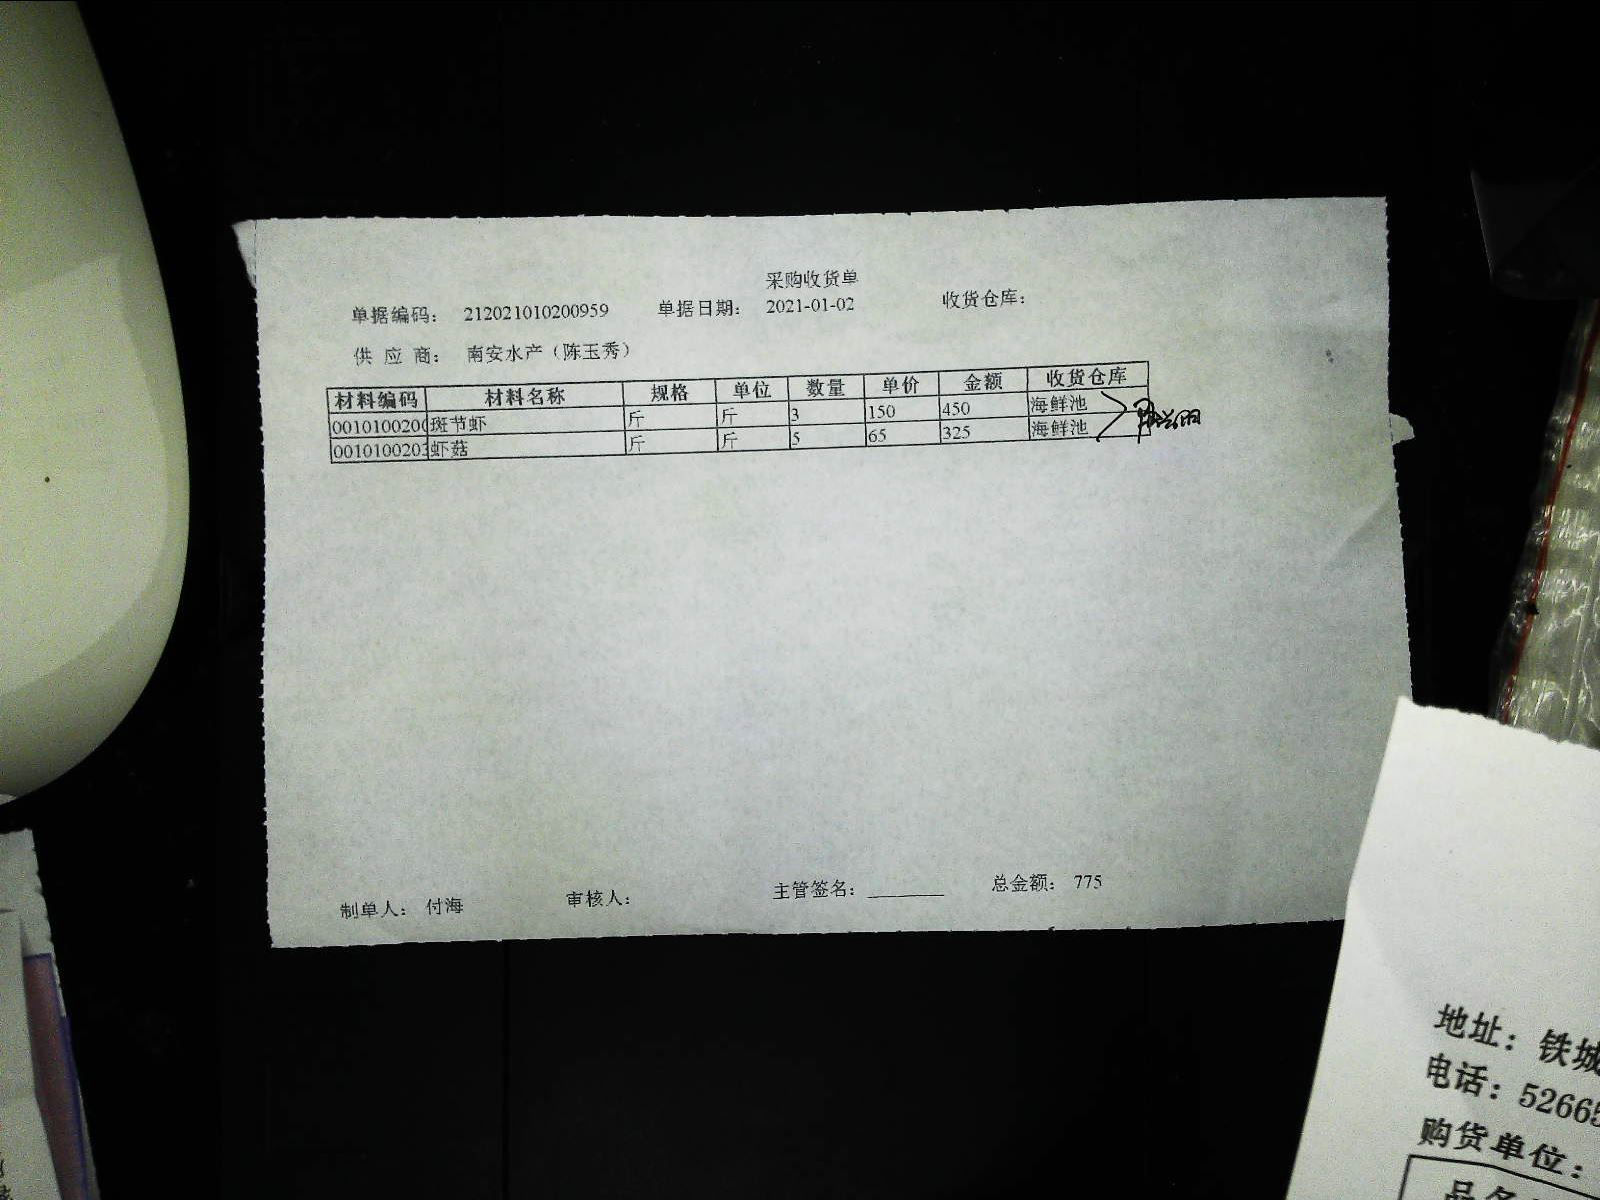 采购收货单
单据编码： 212021010200959 单据日期： 2021-01-02 收货仓库：
供 应 商： 南安水产（陈玉秀）
材料编码 材料名称 规格 单位 数量 单价 金额 收货仓库
0010100200 斑节虾 斤 斤 3 150 450 海鲜池
0010100203 虾菇 斤 斤 5 65 325 海鲜池
制单人： 付海 审核人： 主管签名： 总金额： 775
地址：铁城
电话：52665
购货单位：
品名